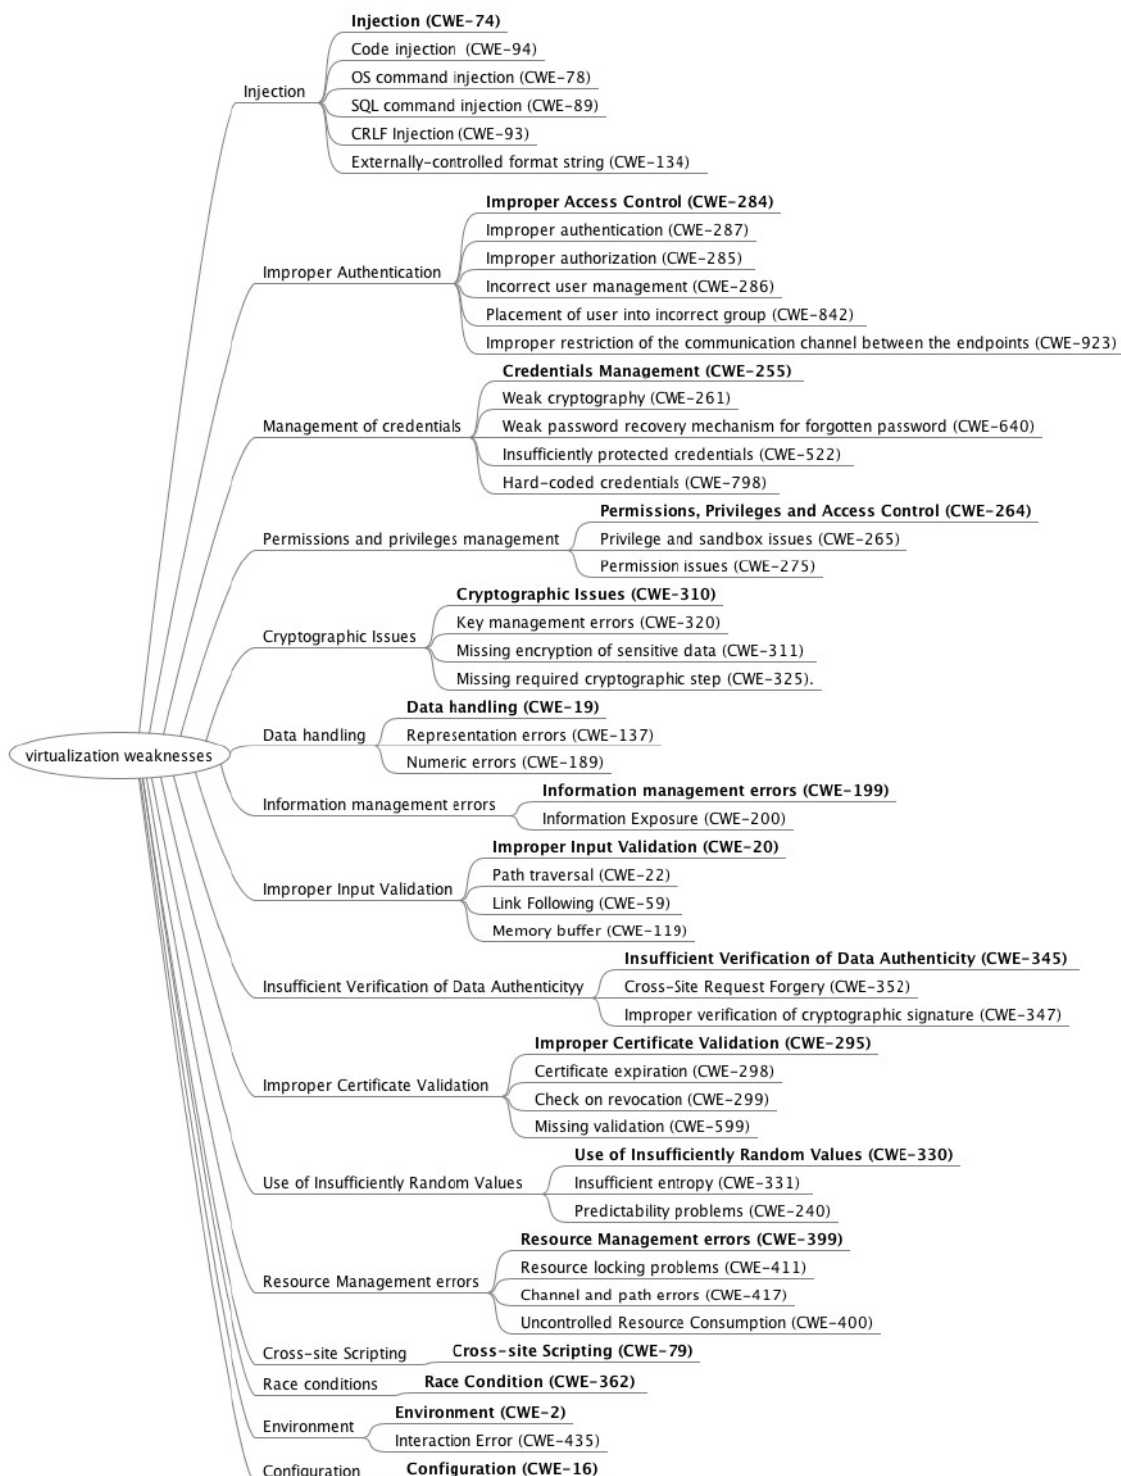 virtualization weaknesses
Injection
Injection (CWE-74)
Code injection (CWE-94)
OS command injection (CWE-78)
SQL command injection (CWE-89)
CRLF Injection (CWE-93)
Externally-controlled format string (CWE-134)
Improper Authentication
Improper Access Control (CWE-284)
Improper authentication (CWE-287)
Improper authorization (CWE-285)
Incorrect user management (CWE-286)
Placement of user into incorrect group (CWE-842)
Improper restriction of the communication channel between the endpoints (CWE-923)
Management of credentials
Credentials Management (CWE-255)
Weak cryptography (CWE-261)
Weak password recovery mechanism for forgotten password (CWE-640)
Insufficiently protected credentials (CWE-522)
Hard-coded credentials (CWE-798)
Permissions and privileges management
Permissions, Privileges and Access Control (CWE-264)
Privilege and sandbox issues (CWE-265)
Permission issues (CWE-275)
Cryptographic Issues
Cryptographic Issues (CWE-310)
Key management errors (CWE-320)
Missing encryption of sensitive data (CWE-311)
Missing required cryptographic step (CWE-325).
Data handling
Data handling (CWE-19)
Representation errors (CWE-137)
Numeric errors (CWE-189)
Information management errors
Information management errors (CWE-199)
Information Exposure (CWE-200)
Improper Input Validation
Improper Input Validation (CWE-20)
Path traversal (CWE-22)
Link Following (CWE-59)
Memory buffer (CWE-119)
Insufficient Verification of Data Authenticityy
Insufficient Verification of Data Authenticity (CWE-345)
Cross-Site Request Forgery (CWE-352)
Improper verification of cryptographic signature (CWE-347)
Improper Certificate Validation
Improper Certificate Validation (CWE-295)
Certificate expiration (CWE-298)
Check on revocation (CWE-299)
Missing validation (CWE-599)
Use of Insufficiently Random Values
Use of Insufficiently Random Values (CWE-330)
Insufficient entropy (CWE-331)
Predictability problems (CWE-240)
Resource Management errors
Resource Management errors (CWE-399)
Resource locking problems (CWE-411)
Channel and path errors (CWE-417)
Uncontrolled Resource Consumption (CWE-400)
Cross-site Scripting
Cross-site Scripting (CWE-79)
Race conditions
Race Condition (CWE-362)
Environment
Environment (CWE-2)
Interaction Error (CWE-435)
Configuration
Configuration (CWE-16)